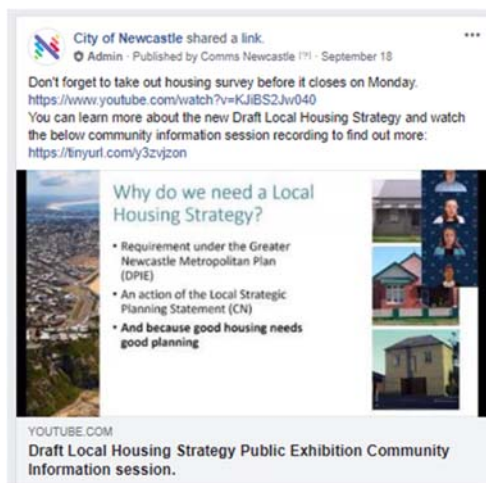 City of Newcastle shared a link.
Admin · Published by Comms Newcastle [?] · September 18
Don't forget to take out housing survey before it closes on Monday.
https://www.youtube.com/watch?v=KJiBS2Jw040
You can learn more about the new Draft Local Housing Strategy and watch
the below community information session recording to find out more:
https://tinyurl.com/y3zvjzon
Why do we need a Local
Housing Strategy?
• Requirement under the Greater
Newcastle Metropolitan Plan
(DPIE)
• An action of the Local Strategic
Planning Statement (CN)
• And because good housing needs
good planning
YOUTUBE.COM
Draft Local Housing Strategy Public Exhibition Community
Information session.